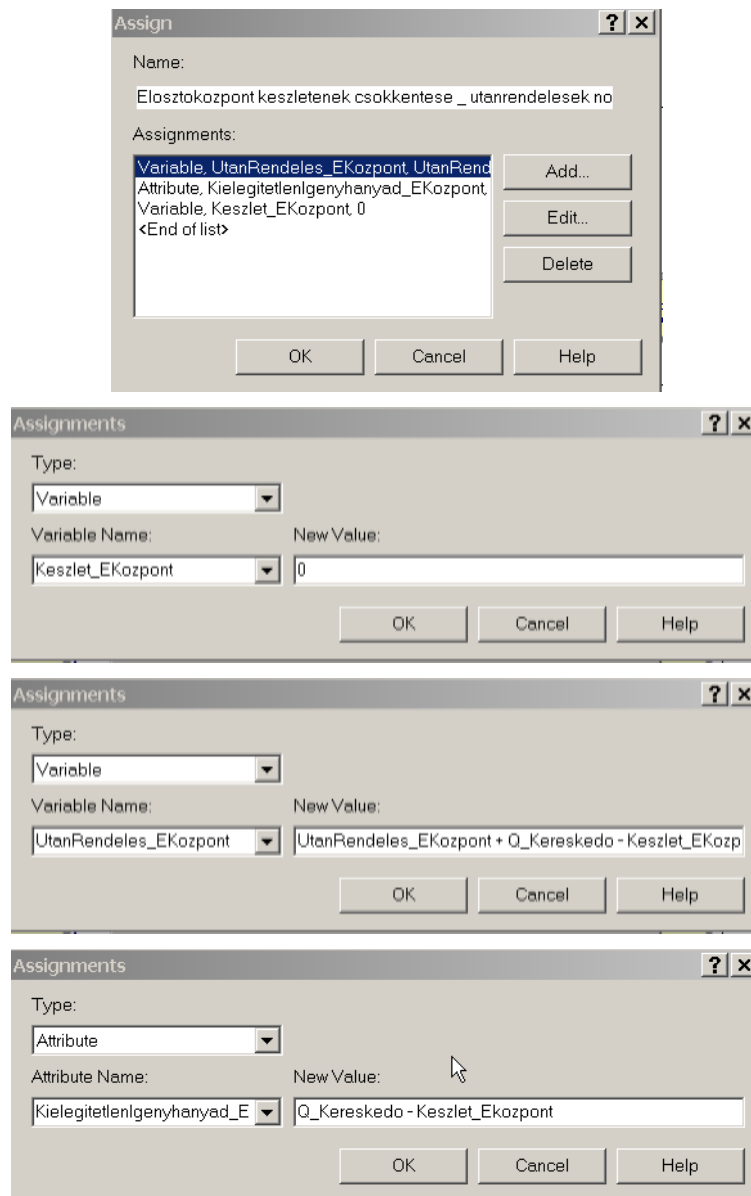 Assign
Name:
Elosztokozpont keszletenek csokkentese _ utanrendelesek no
Assignments:
Variable, UtanRendeles_EKozpont, UtanRend
Attribute, KielegitetlenIgenyhanyad_EKozpont,
Variable, Keszlet_EKozpont, 0
<End of list>
Add...
Edit...
Delete
OK Cancel Help
Assignments
Type:
Variable
Variable Name: New Value:
Keszlet_EKozpont 0
OK Cancel Help
Assignments
Type:
Variable
Variable Name: New Value:
UtanRendeles_EKozpont UtanRendeles_EKozpont + Q_Kereskedo - Keszlet_EKozp
OK Cancel Help
Assignments
Type:
Attribute
Attribute Name: New Value:
KielegitetlenIgenyhanyad_E Q_Kereskedo - Keszlet_Ekozpont
OK Cancel Help